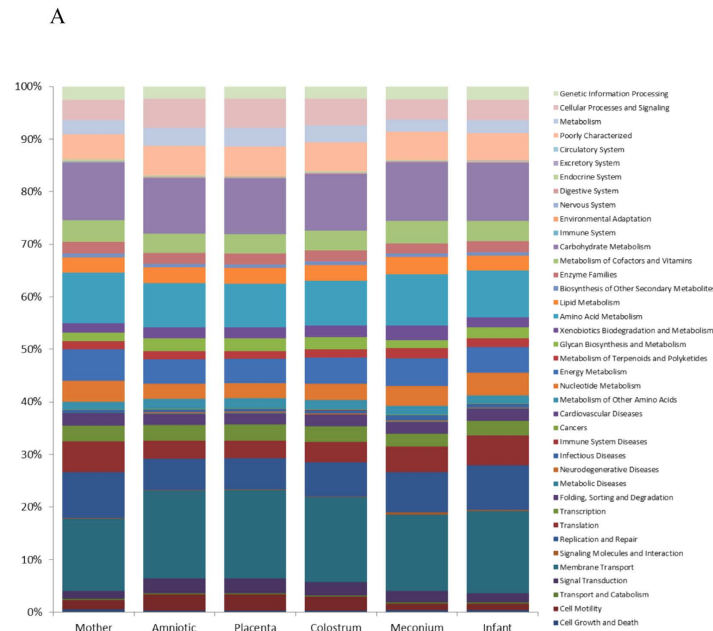 A
100%
90%
80%
70%
60%
50%
40%
30%
20%
10%
0%
Mother Amniotic Placenta Colostrum Meconium Infant
Genetic Information Processing
Cellular Processes and Signaling
Metabolism
Poorly Characterized
Circulatory System
Excretory System
Endocrine System
Digestive System
Nervous System
Environmental Adaptation
Immune System
Carbohydrate Metabolism
Metabolism of Cofactors and Vitamins
Enzyme Families
Biosynthesis of Other Secondary Metabolites
Lipid Metabolism
Amino Acid Metabolism
Xenobiotics Biodegradation and Metabolism
Glycan Biosynthesis and Metabolism
Metabolism of Terpenoids and Polyketides
Energy Metabolism
Nucleotide Metabolism
Metabolism of Other Amino Acids
Cardiovascular Diseases
Cancers
Immune System Diseases
Infectious Diseases
Neurodegenerative Diseases
Metabolic Diseases
Folding, Sorting and Degradation
Transcription
Translation
Replication and Repair
Signaling Molecules and Interaction
Membrane Transport
Signal Transduction
Transport and Catabolism
Cell Motility
Cell Growth and Death